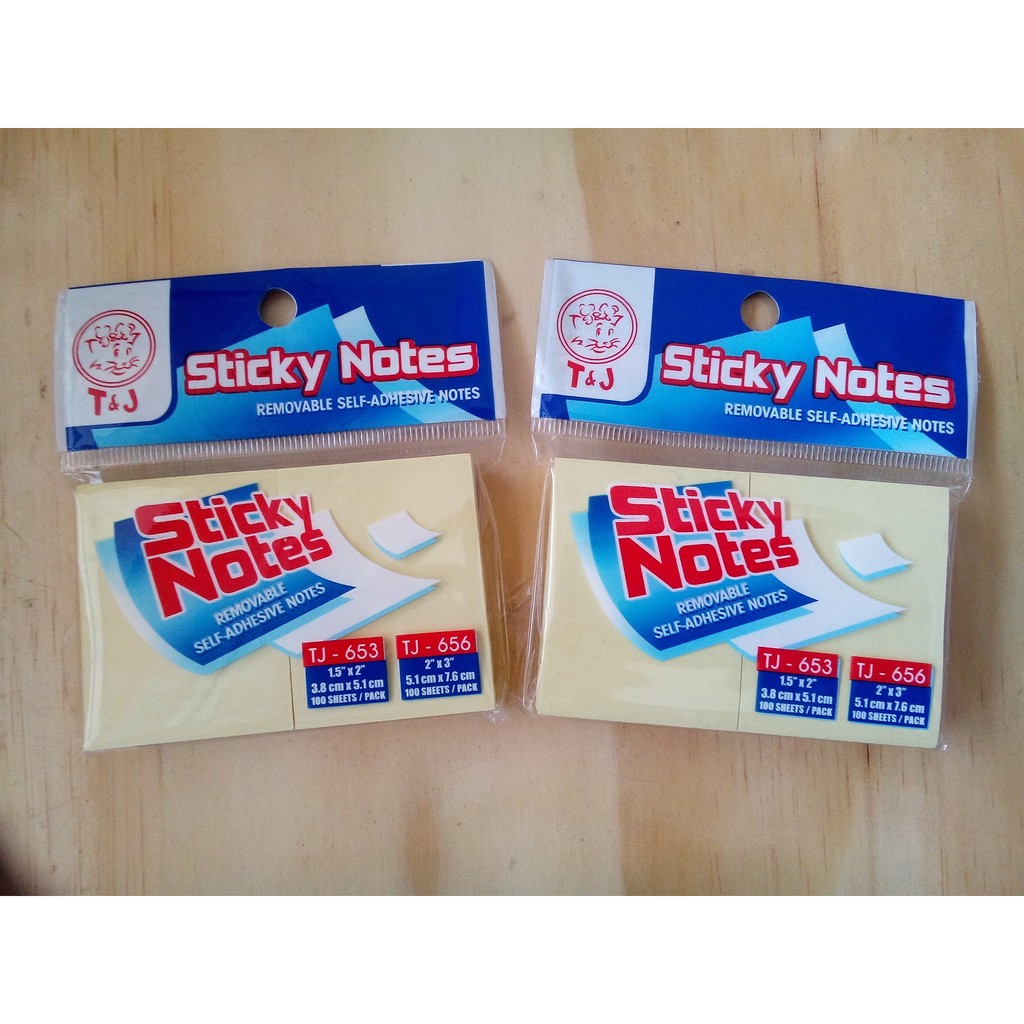 T & J
Sticky Notes
REMOVABLE SELF-ADHESIVE NOTES
Sticky
Notes
REMOVABLE
SELF-ADHESIVE NOTES
TJ - 653
1.5" x 2"
3.8 cm x 5.1 cm
100 SHEETS / PACK
TJ - 656
2" x 3"
5.1 cm x 7.6 cm
100 SHEETS / PACK
T & J
Sticky Notes
REMOVABLE SELF-ADHESIVE NOTES
Sticky
Notes
REMOVABLE
SELF-ADHESIVE NOTES
TJ - 653
1.5" x 2"
3.8 cm x 5.1 cm
100 SHEETS / PACK
TJ - 656
2" x 3"
5.1 cm x 7.6 cm
100 SHEETS / PACK